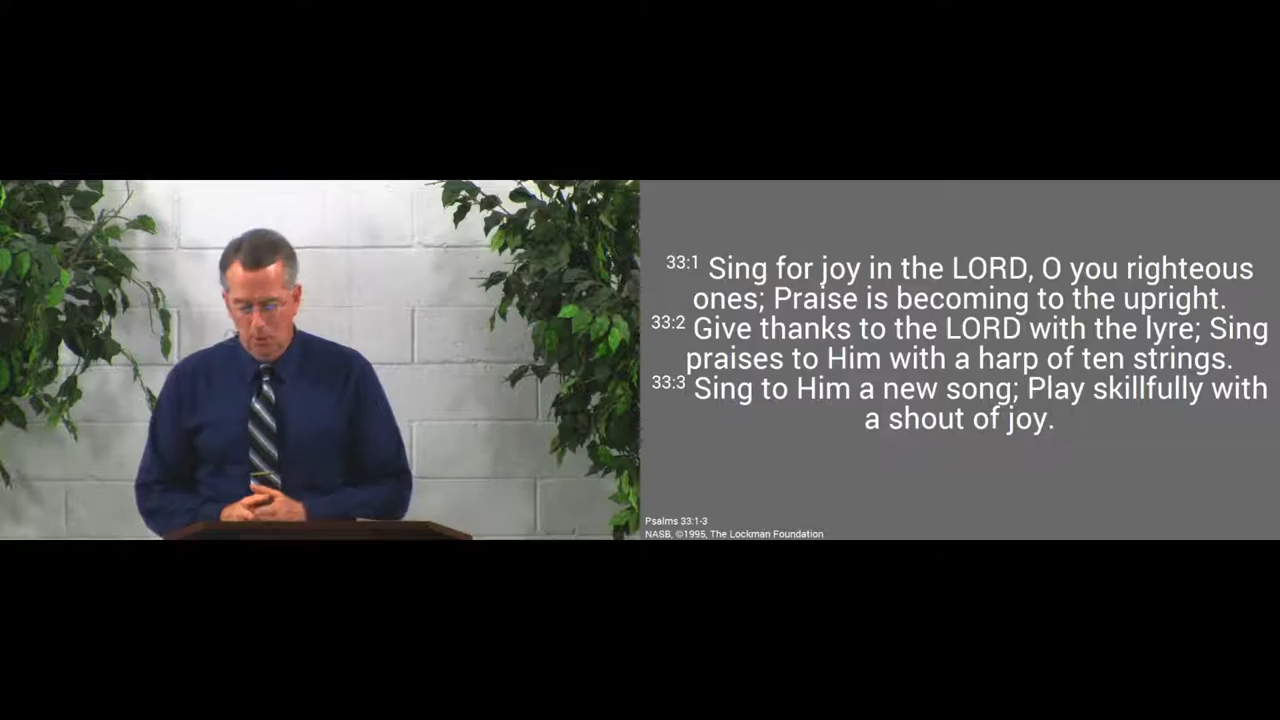 33:1 Sing for joy in the LORD, O you righteous
ones; Praise is becoming to the upright.
33:2 Give thanks to the LORD with the lyre; Sing
praises to Him with a harp of ten strings.
33:3 Sing to Him a new song; Play skillfully with
a shout of joy.
Psalms 33:1-3
NASB, ©1995, The Lockman Foundation